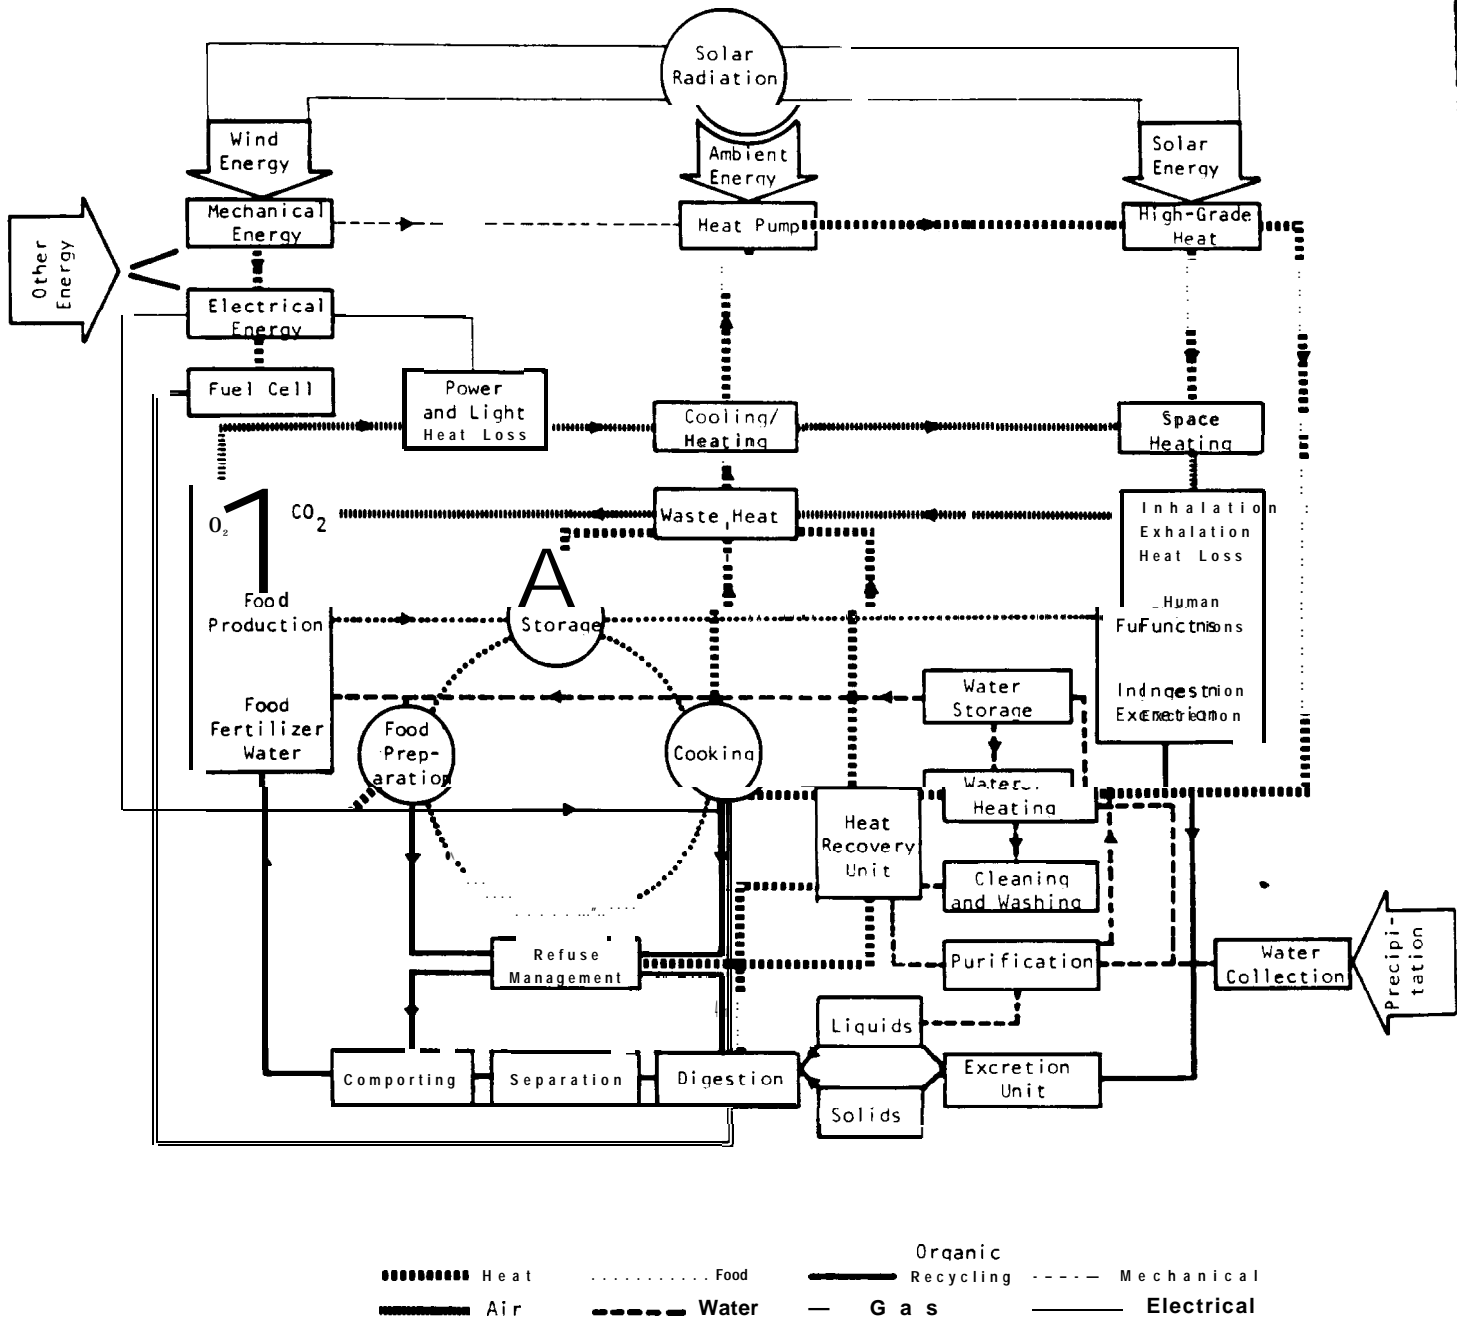 Solar
Radiation
Wind
Energy
Ambient
Energy
Solar
Energy
Other
Energy
Mechanical
Energy
Heat Pump
High-Grade
Heat
Electrical
Energy
Fuel Cell
Power
and Light
Heat Loss
Cooling/
Heating
Space
Heating
O2
CO2
Waste Heat
Inhalation
Exhalation
Heat Loss
A
Food
Production
Storage
Human
Food
Fertilizer
Water
Food
Prep-
aration
Cooking
Water
Storage
Water
Heating
Heat
Recovery
Unit
Cleaning
and Washing
Refuse
Management
Purification
Water
Collection
Precipi-
tation
Liquids
Comporting
Separation
Digestion
Excretion
Unit
Solids
Heat
Food
Organic
Recycling
Mechanical
Air
Water
Gas
Electrical